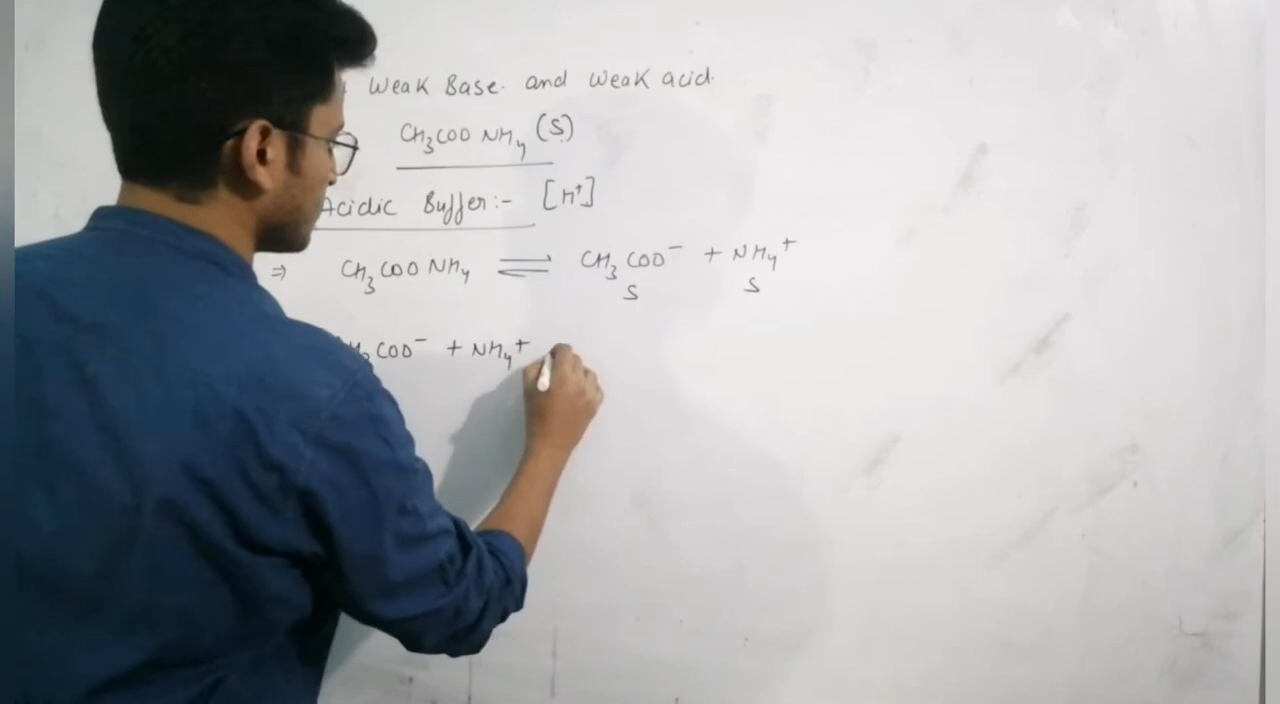 Weak Base. and Weak acid.
CH₃COO NH₄ (S)
Acidic Buffer:- [H⁺]
⇒ CH₃COO NH₄ ⇌ CH₃COO⁻ + NH₄⁺
S S
COO⁻ + NH₄⁺